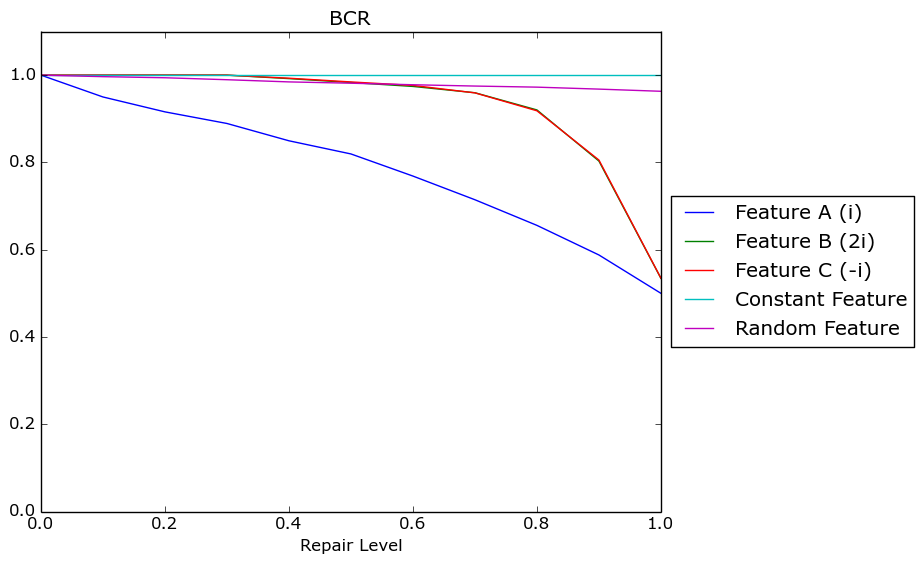 BCR
1.0
0.8
0.6
0.4
0.2
0.0
0.0 0.2 0.4 0.6 0.8 1.0
Repair Level
Feature A (i)
Feature B (2i)
Feature C (-i)
Constant Feature
Random Feature